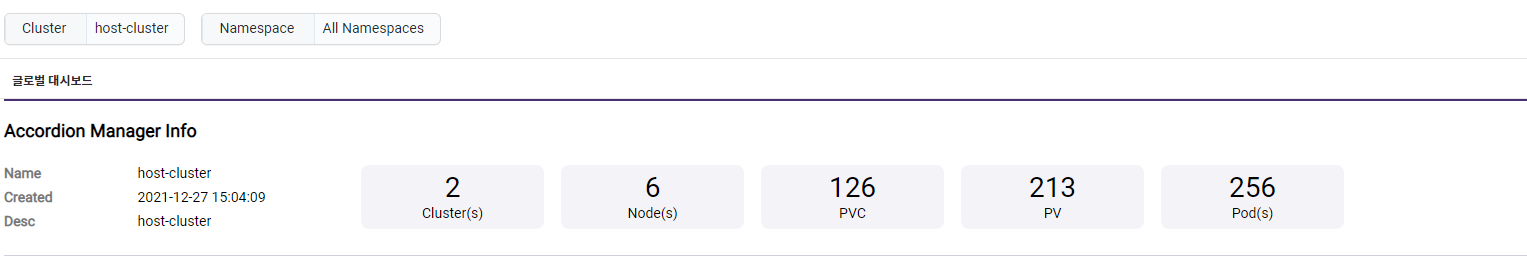 Cluster host-cluster Namespace All Namespaces
글로벌 대시보드
Accordion Manager Info
Name host-cluster
Created 2021-12-27 15:04:09
Desc host-cluster
2
Cluster(s)
6
Node(s)
126
PVC
213
PV
256
Pod(s)